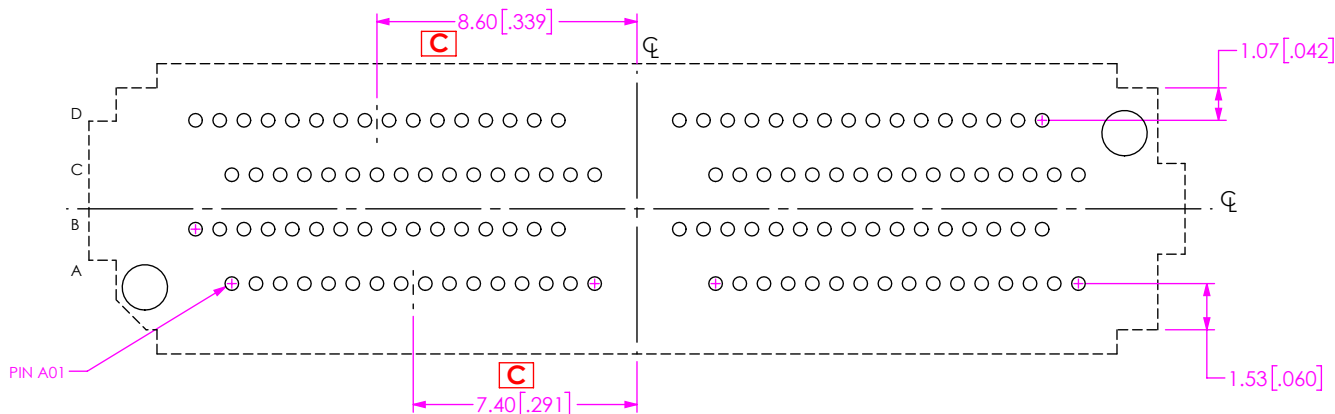 8.60[.339]
C
℄
1.07[.042]
D
C
℄
B
A
PIN A01
C
1.53[.060]
7.40[.291]